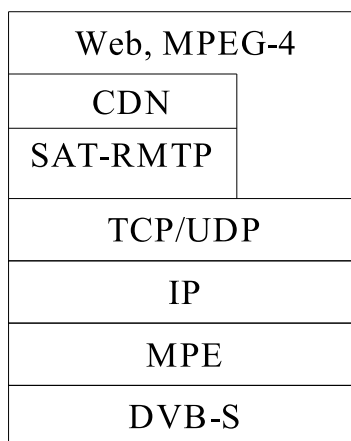 Web, MPEG-4
CDN
SAT-RMTP
TCP/UDP
IP
MPE
DVB-S